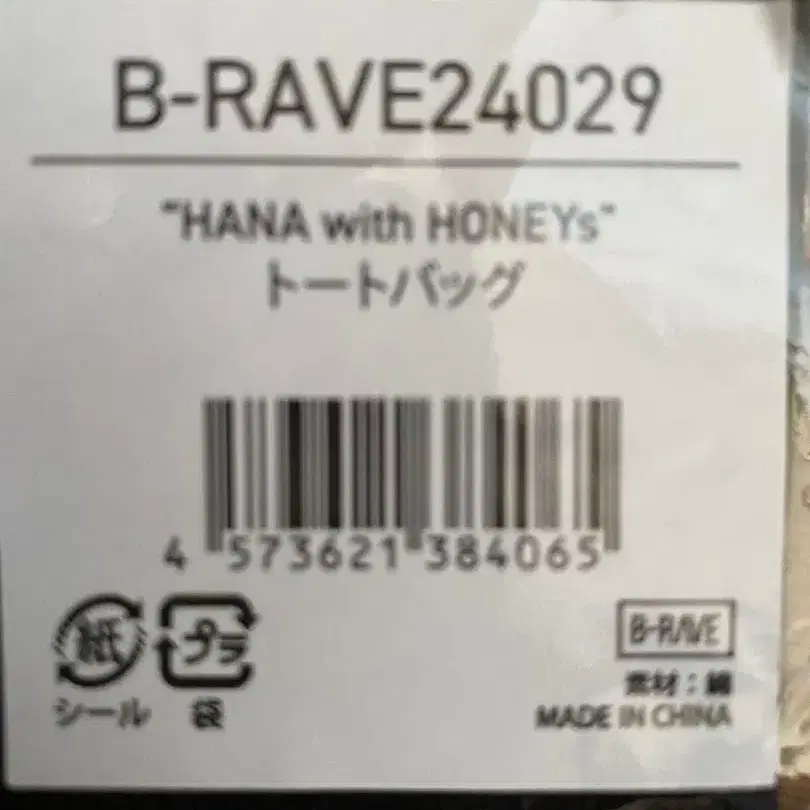 B-RAVE24029
"HANA with HONEYs"
トートバッグ
4 573621 384065
紙 プラ
シール 袋
B-RAVE
素材：綿
MADE IN CHINA